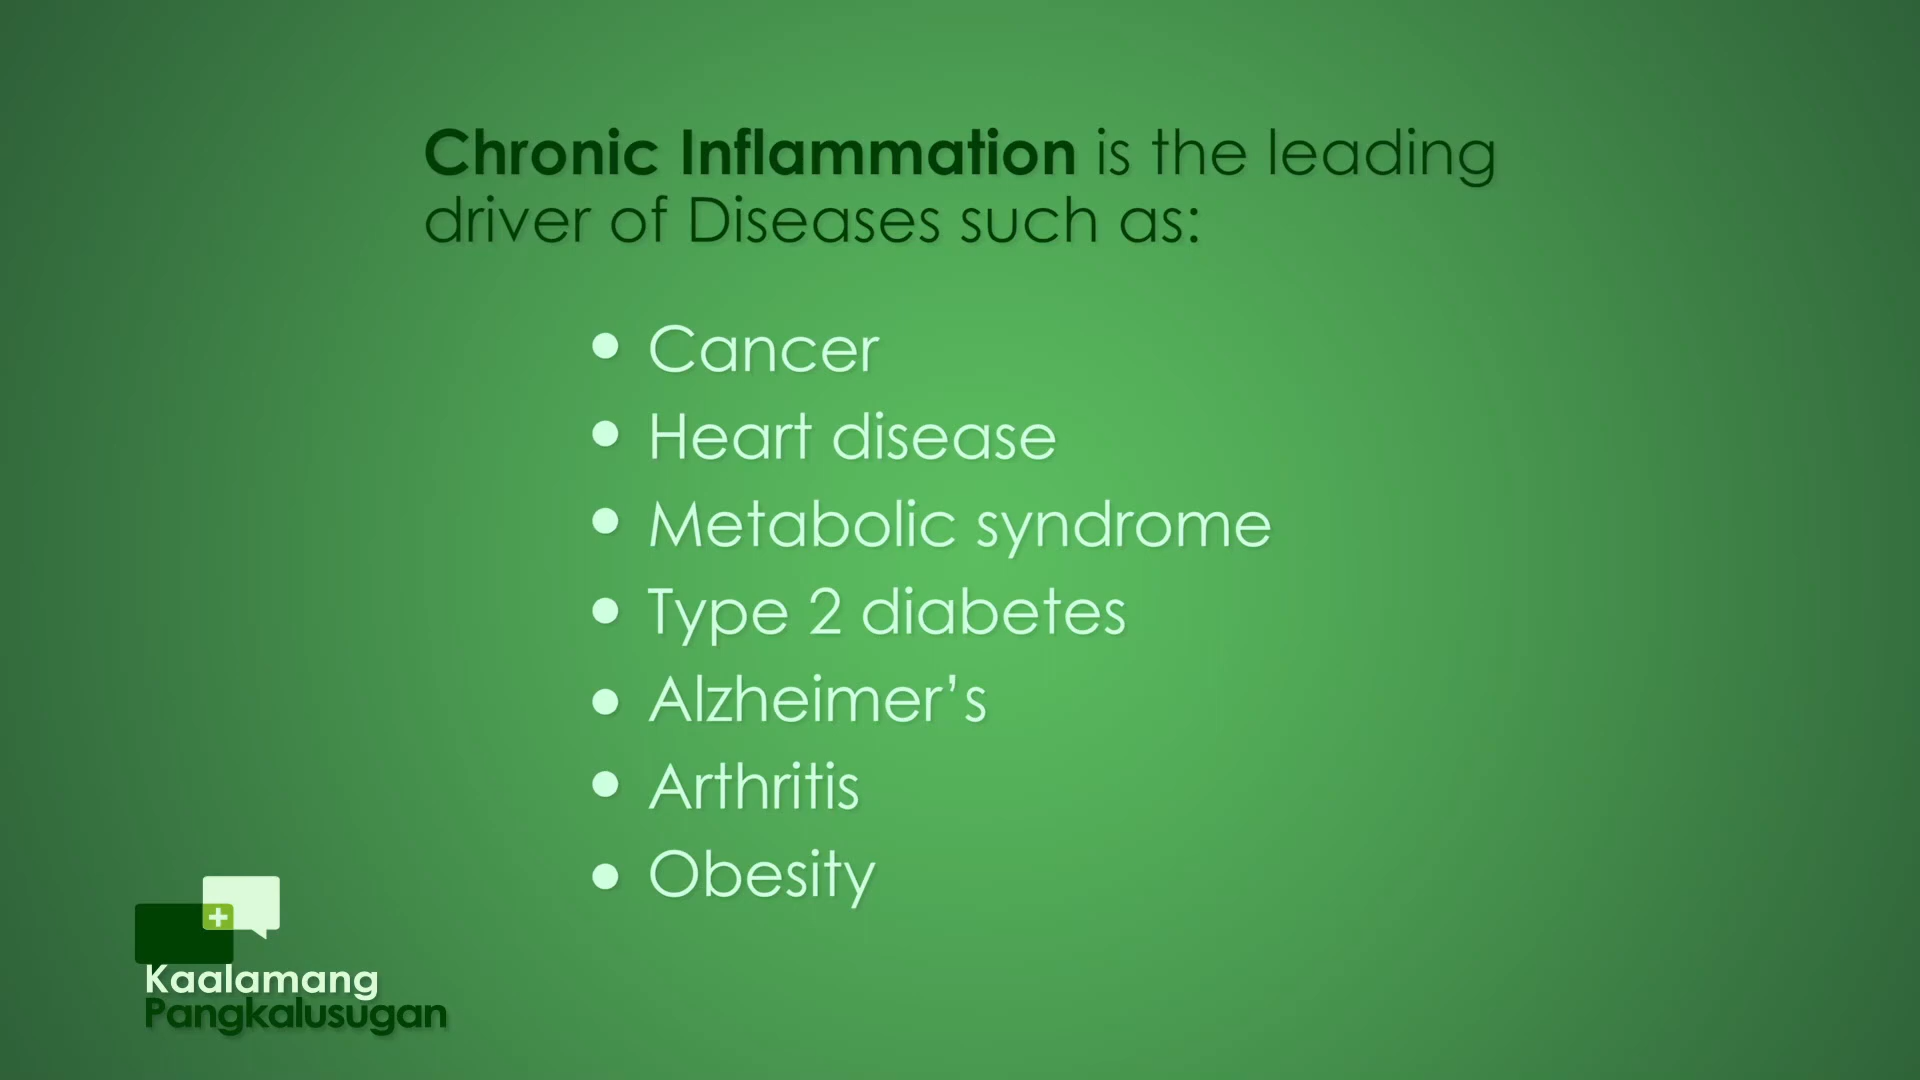 Chronic Inflammation is the leading
driver of Diseases such as:
• Cancer
• Heart disease
• Metabolic syndrome
• Type 2 diabetes
• Alzheimer’s
• Arthritis
• Obesity
Kaalamang
Pangkalusugan